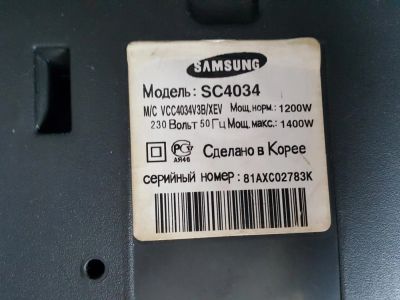 SAMSUNG
Модель: SC4034
M/C VCC4034V3B/XEV Мощ.норм.: 1200W
230 Вольт 50 Гц Мощ.макс.: 1400W
АЯ46 Сделано в Корее
серийный номер : 81AXC02783K